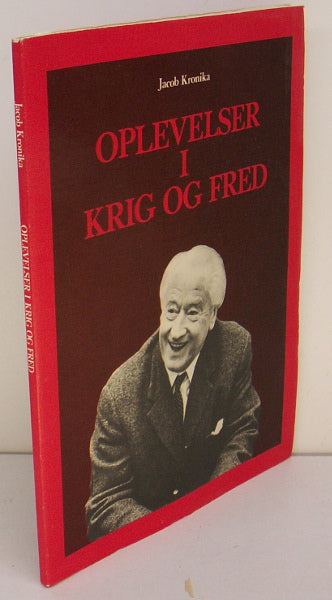 Jacob Kronika
OPLEVELSER
I
KRIG OG FRED
Jacob Kronika
OPLEVELSER I KRIG OG FRED